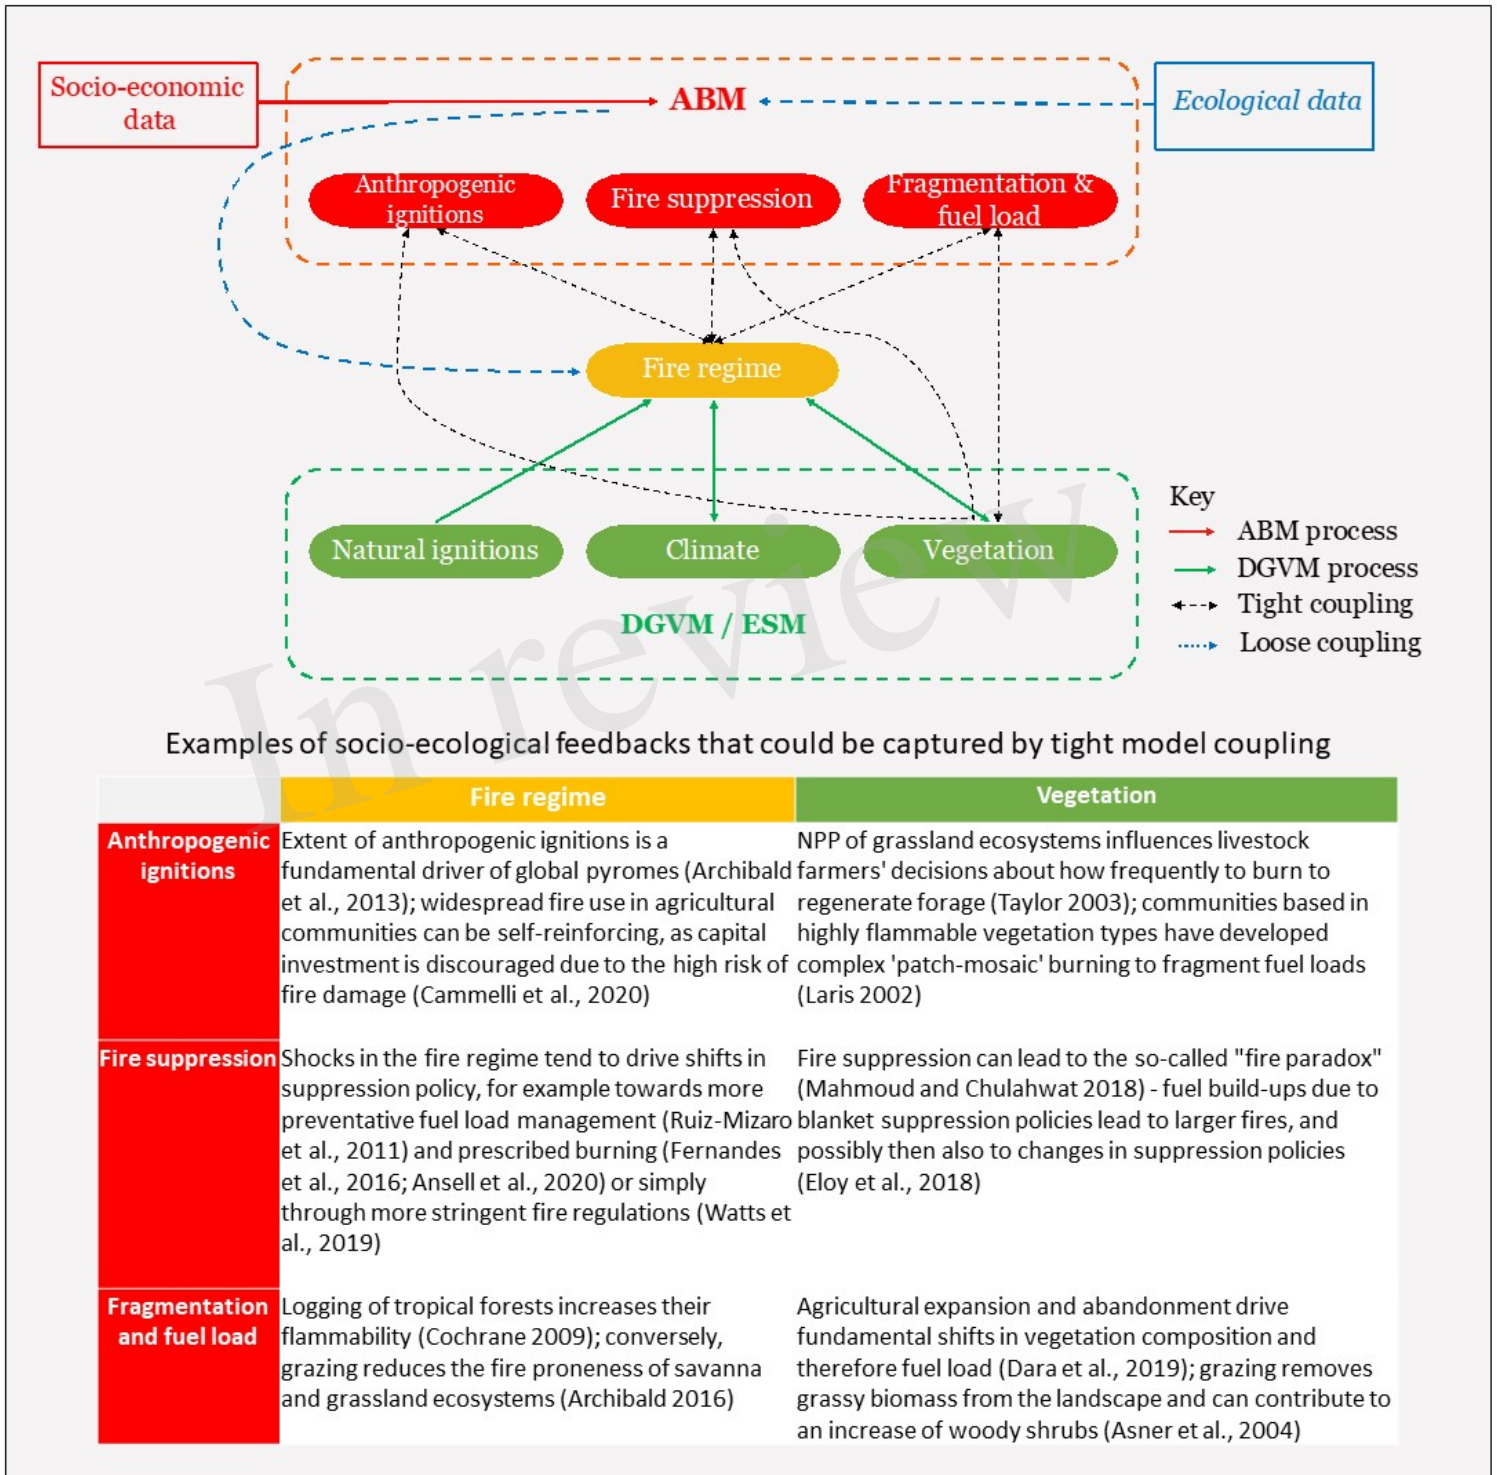 Socio-economic
data
ABM
Ecological data
Anthropogenic
ignitions
Fire suppression
Fragmentation &
fuel load
Fire regime
Natural ignitions
Climate
Vegetation
DGVM / ESM
Key
ABM process
DGVM process
Tight coupling
Loose coupling
In review
Examples of socio-ecological feedbacks that could be captured by tight model coupling
Fire regime
Vegetation
Anthropogenic
ignitions
Extent of anthropogenic ignitions is a
fundamental driver of global pyromes (Archibald
et al., 2013); widespread fire use in agricultural
communities can be self-reinforcing, as capital
investment is discouraged due to the high risk of
fire damage (Cammelli et al., 2020)
NPP of grassland ecosystems influences livestock
farmers' decisions about how frequently to burn to
regenerate forage (Taylor 2003); communities based in
highly flammable vegetation types have developed
complex 'patch-mosaic' burning to fragment fuel loads
(Laris 2002)
Fire suppression
Shocks in the fire regime tend to drive shifts in
suppression policy, for example towards more
preventative fuel load management (Ruiz-Mizaro
et al., 2011) and prescribed burning (Fernandes
et al., 2016; Ansell et al., 2020) or simply
through more stringent fire regulations (Watts et
al., 2019)
Fire suppression can lead to the so-called "fire paradox"
(Mahmoud and Chulahwat 2018) - fuel build-ups due to
blanket suppression policies lead to larger fires, and
possibly then also to changes in suppression policies
(Eloy et al., 2018)
Fragmentation
and fuel load
Logging of tropical forests increases their
flammability (Cochrane 2009); conversely,
grazing reduces the fire proneness of savanna
and grassland ecosystems (Archibald 2016)
Agricultural expansion and abandonment drive
fundamental shifts in vegetation composition and
therefore fuel load (Dara et al., 2019); grazing removes
grassy biomass from the landscape and can contribute to
an increase of woody shrubs (Asner et al., 2004)